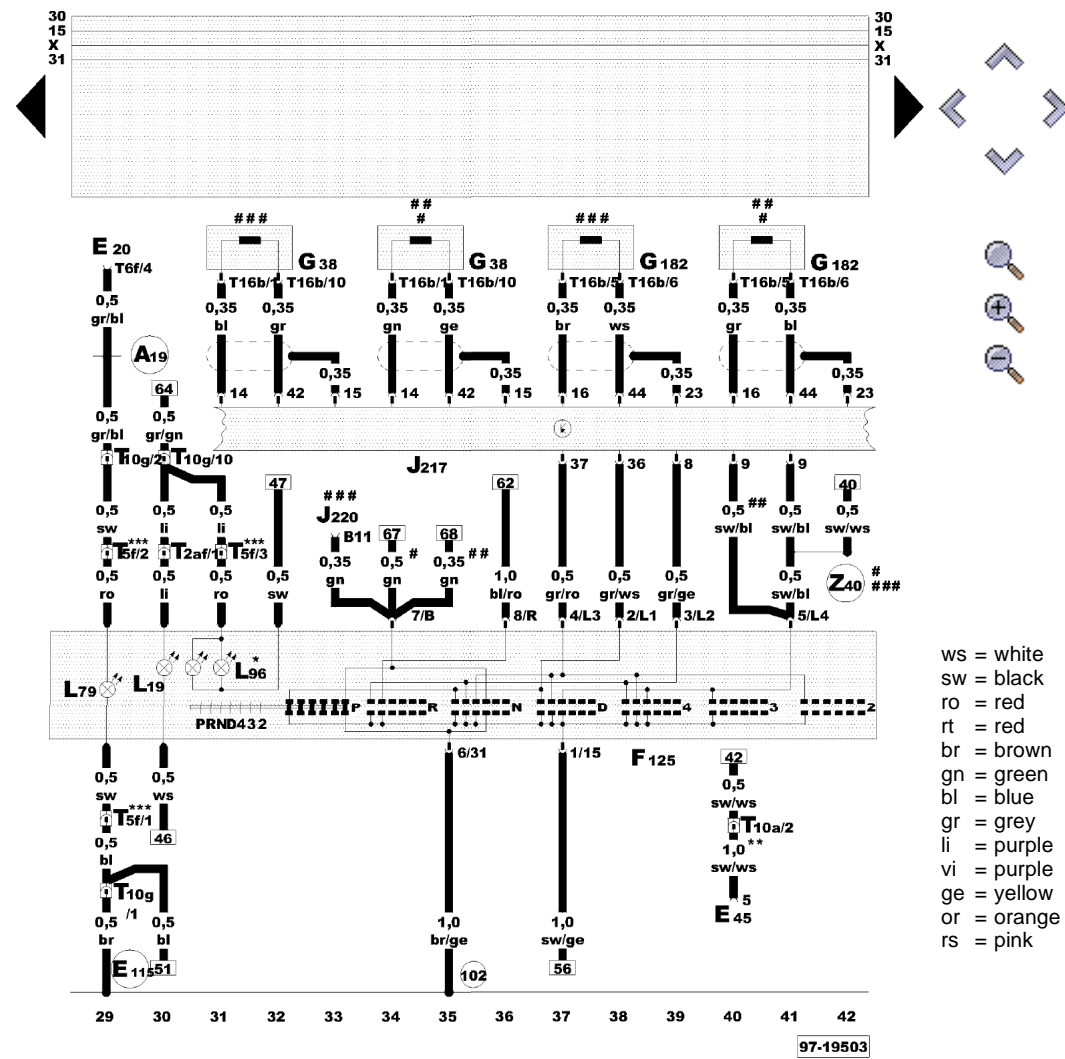 30 30
15 15
X X
31 31
# # # # # # # # # # # #
E 20 T6f/4
G 38 G 38 G 182 G 182
T16b/1 T16b/10 T16b/1 T16b/10 T16b/5 T16b/6 T16b/5 T16b/6
0,5 0,35 0,35 0,35 0,35 0,35 0,35 0,35 0,35
gr/bl bl gr gn ge br ws gr bl
A19
0,35 0,35 0,35 0,35
64 14 42 15 14 42 15 16 44 23 16 44 23
0,5 0,5
gr/bl gr/gn
T10g/2 T10g/10 J217 37 36 8 9 9
47 62 40
# # #
J220 B11 67 68
0,5 0,5 0,5 0,5 ## 0,5 0,5
sw li li sw/bl sw/bl sw/ws
T5f/2 *** T2af/1 T5f/3 ***
0,35 0,5 # 0,35 ##
gn gn gn
Z40 # ###
0,5 0,5 0,5 0,5 1,0 0,5 0,5 0,5 0,5
ro li ro sw bl/ro gr/ro gr/ws gr/ge sw/bl
7/B 8/R 4/L3 2/L1 3/L2 5/L4
L79 L19 L96 *
PRND432 P R N D 4 3 2
6/31 1/15 F125 42
0,5 0,5 0,5
sw ws sw/ws
T5f/1 *** 46 T10a/2
0,5 1,0 **
bl sw/ws
T10g /1 5
E 45
0,5 0,5 1,0 1,0
br bl br/ge sw/ge
E 115 51 102 56
29 30 31 32 33 34 35 36 37 38 39 40 41 42
97-19503
ws = white
sw = black
ro = red
rt = red
br = brown
gn = green
bl = blue
gr = grey
li = purple
vi = purple
ge = yellow
or = orange
rs = pink